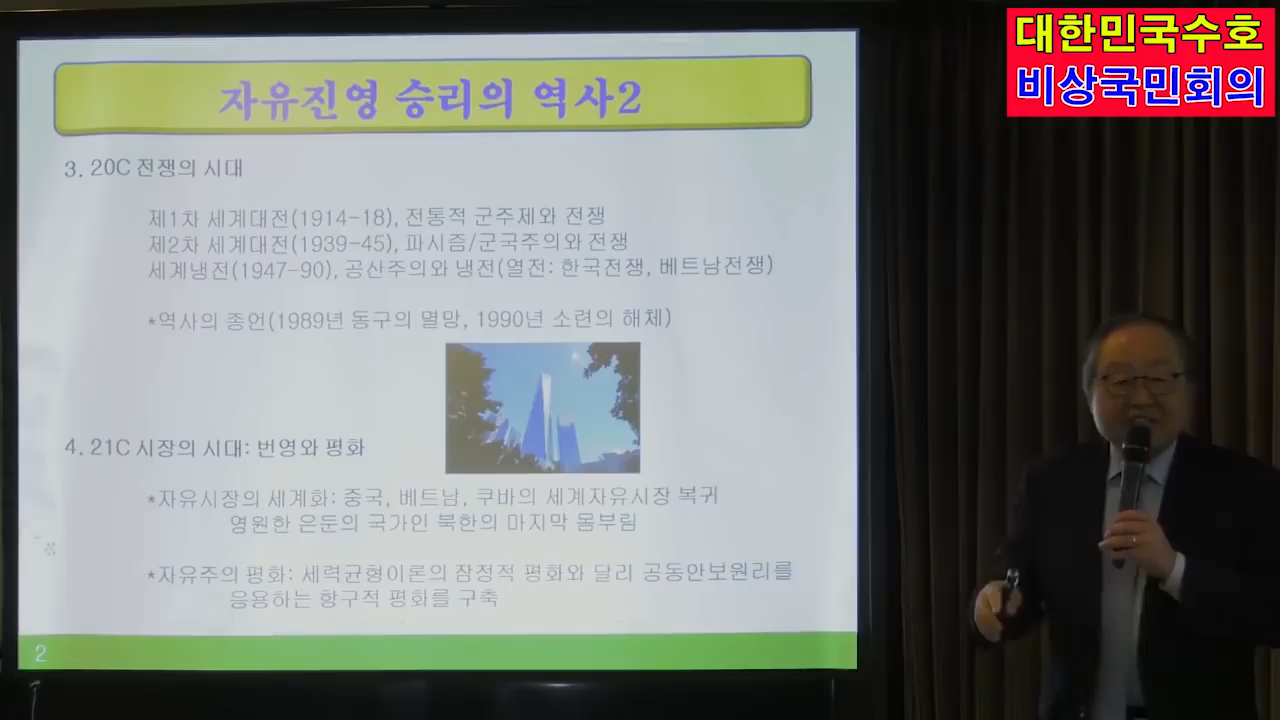 대한민국수호
비상국민회의
자유진영 승리의 역사2
3. 20C 전쟁의 시대
제1차 세계대전(1914-18), 전통적 군주제와 전쟁
제2차 세계대전(1939-45), 파시즘/군국주의와 전쟁
세계냉전(1947-90), 공산주의와 냉전(열전: 한국전쟁, 베트남전쟁)
*역사의 종언(1989년 동구의 멸망, 1990년 소련의 해체)
4. 21C 시장의 시대: 번영와 평화
*자유시장의 세계화: 중국, 베트남, 쿠바의 세계자유시장 복귀
영원한 은둔의 국가인 북한의 마지막 몸부림
*자유주의 평화: 세력균형이론의 잠정적 평화와 달리 공동안보원리를
응용하는 항구적 평화를 구축
2